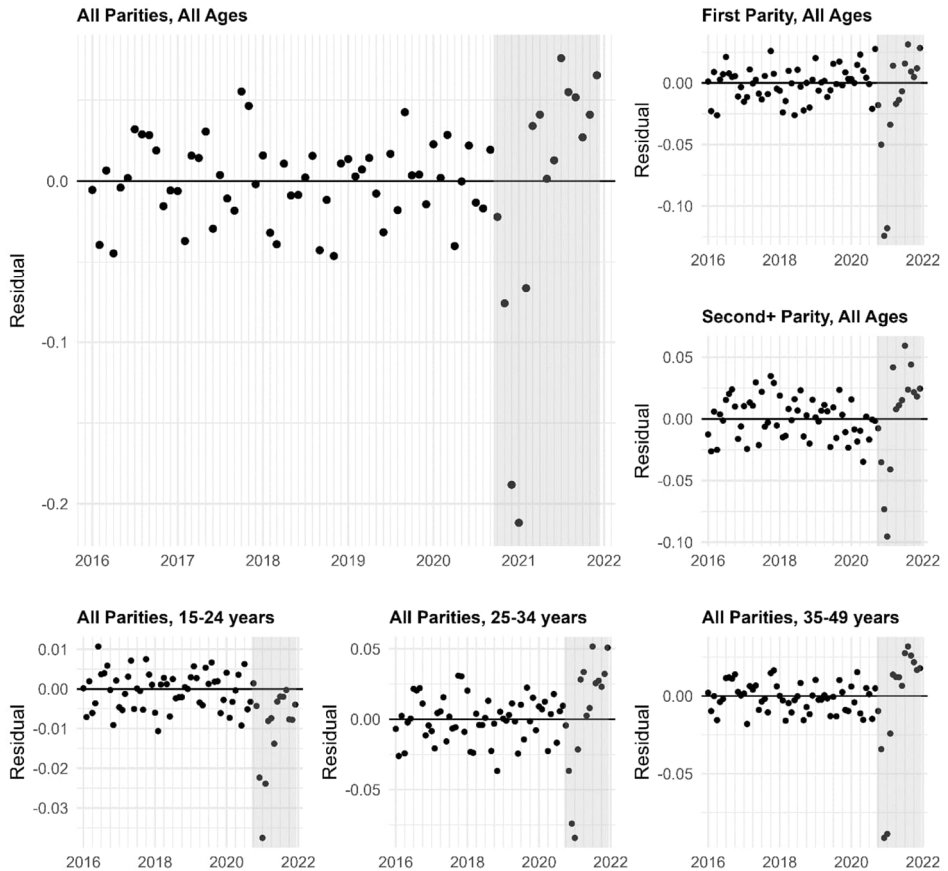 All Parities, All Ages
Residual
0.0
-0.1
-0.2
2016 2017 2018 2019 2020 2021 2022
First Parity, All Ages
Residual
0.00
-0.05
-0.10
2016 2018 2020 2022
Second+ Parity, All Ages
Residual
0.05
0.00
-0.05
-0.10
2016 2018 2020 2022
All Parities, 15-24 years
Residual
0.01
0.00
-0.01
-0.02
-0.03
2016 2018 2020 2022
All Parities, 25-34 years
Residual
0.05
0.00
-0.05
2016 2018 2020 2022
All Parities, 35-49 years
Residual
0.00
-0.05
2016 2018 2020 2022